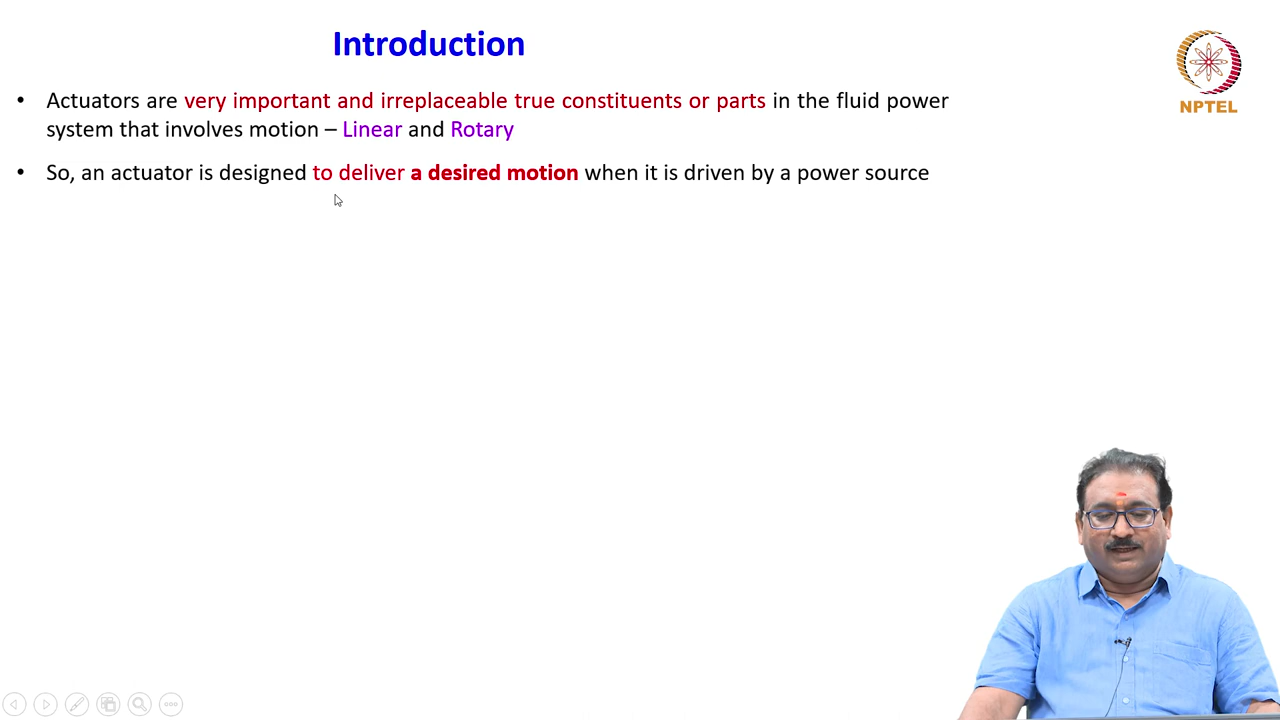 Introduction
NPTEL
• Actuators are very important and irreplaceable true constituents or parts in the fluid power
system that involves motion – Linear and Rotary
• So, an actuator is designed to deliver a desired motion when it is driven by a power source